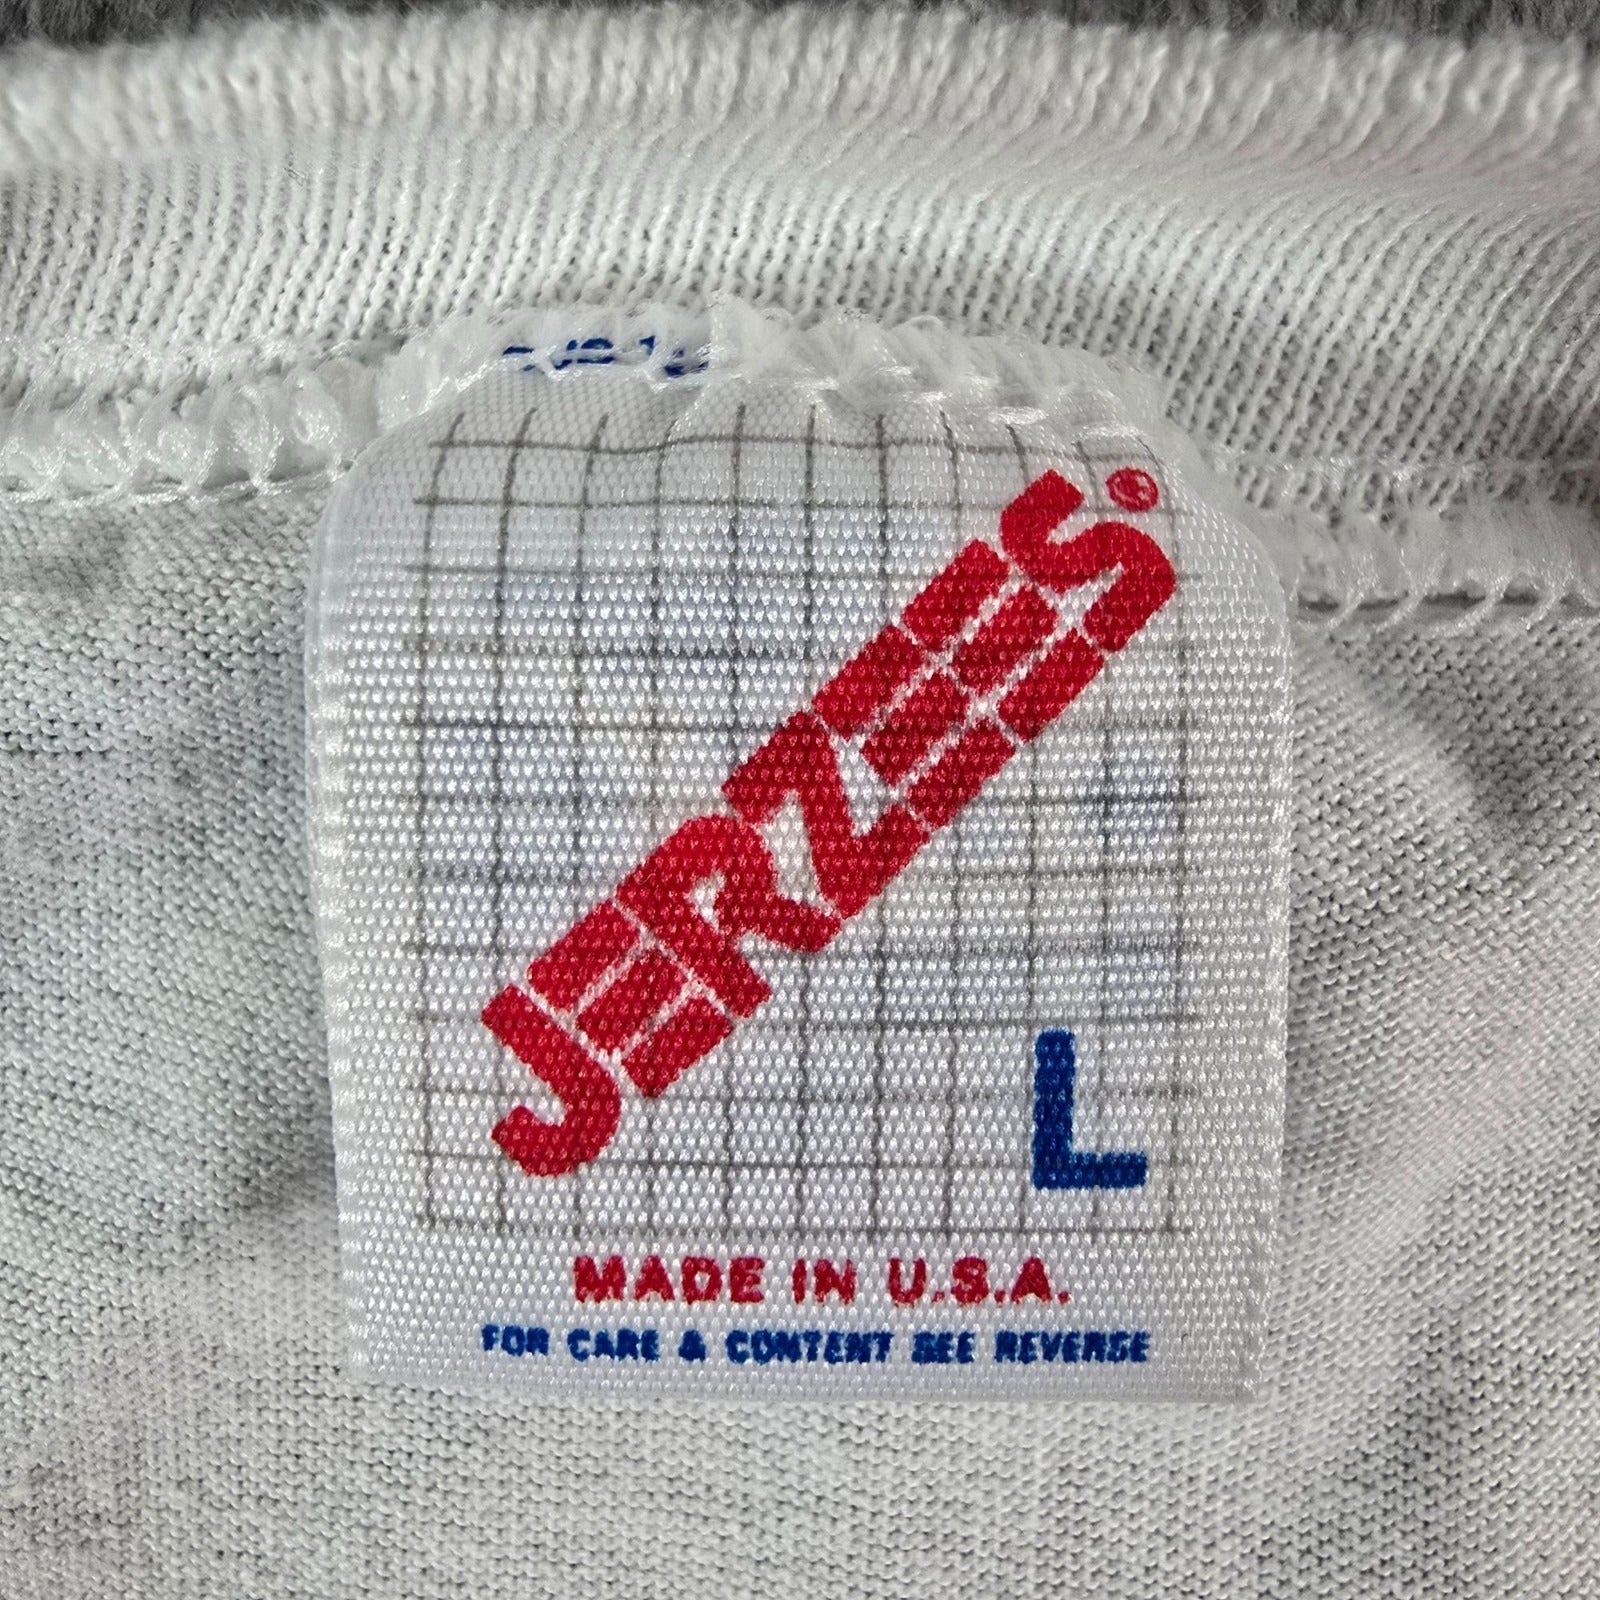 JERZEES®
L
MADE IN U.S.A.
FOR CARE & CONTENT SEE REVERSE